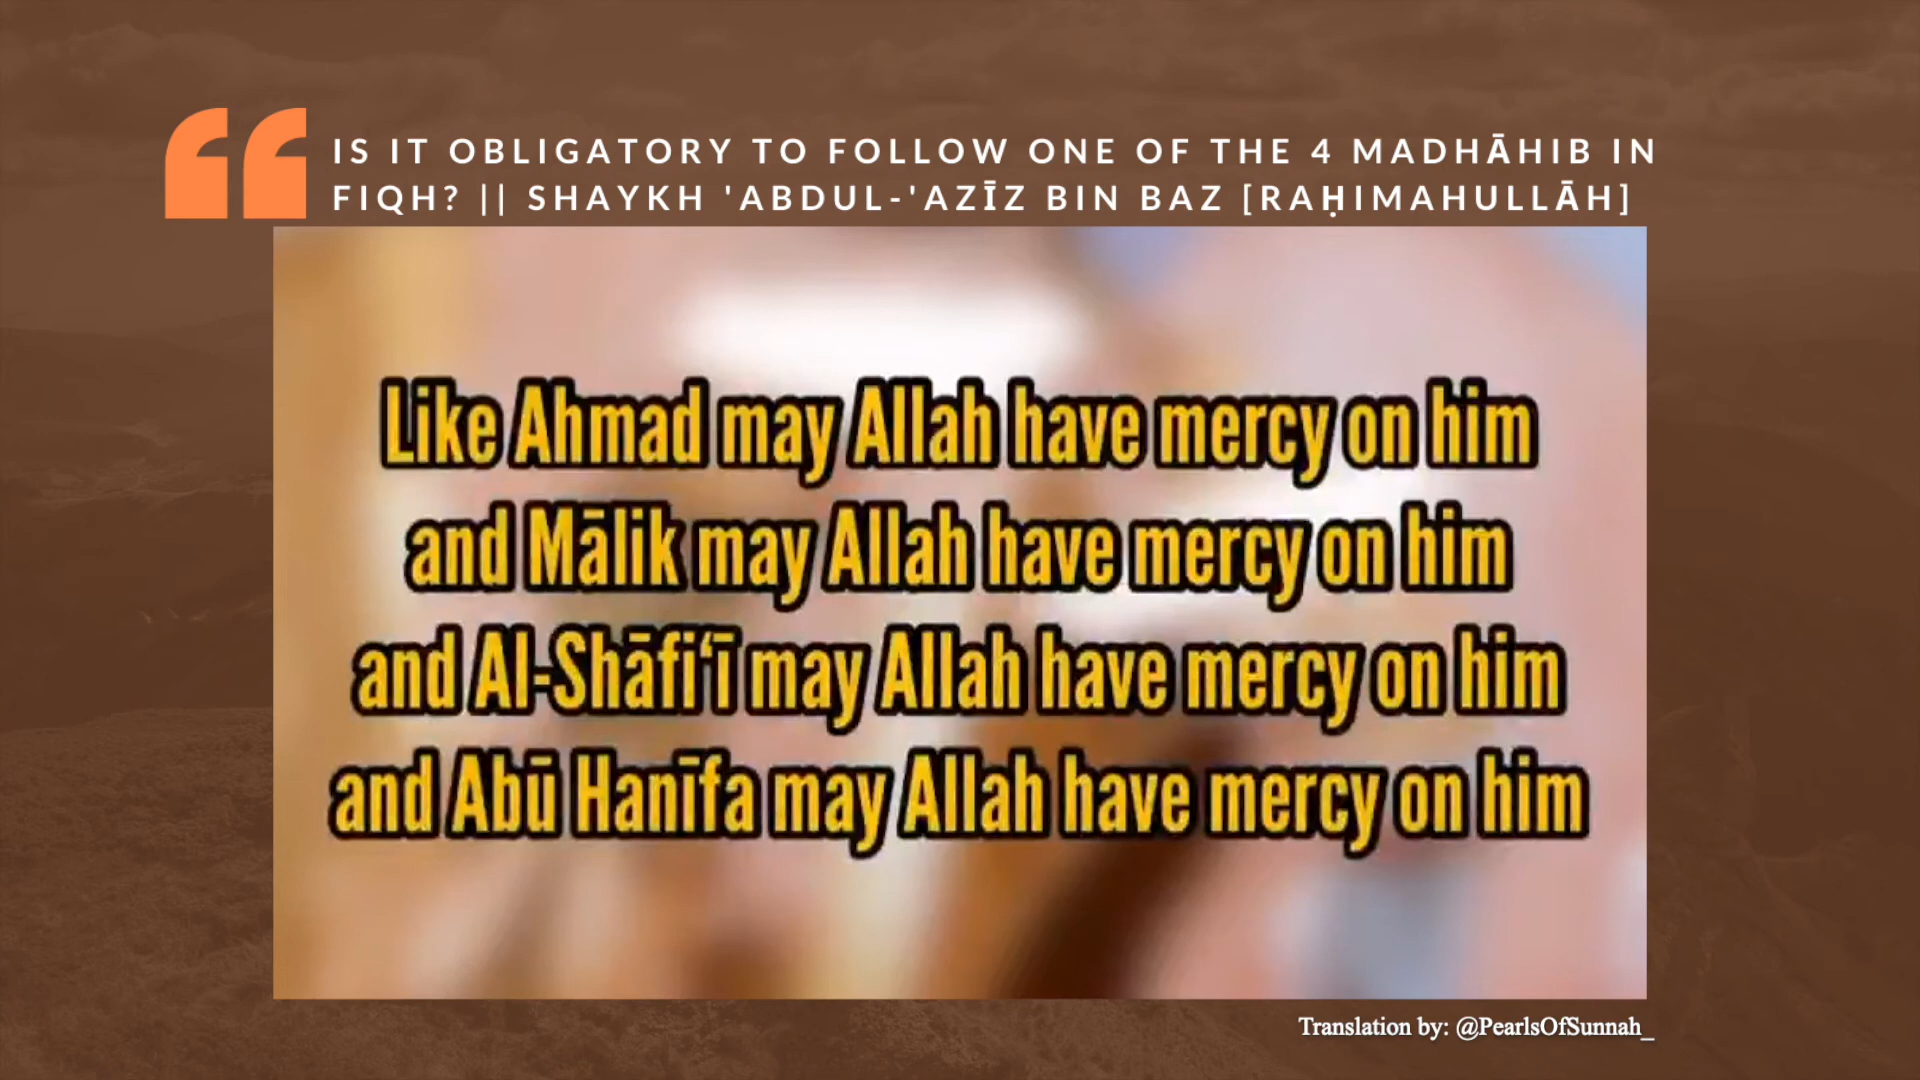 IS IT OBLIGATORY TO FOLLOW ONE OF THE 4 MADHĀHIB IN
FIQH? || SHAYKH 'ABDUL-'AZĪZ BIN BAZ [RAḤIMAHULLĀH]
Like Ahmad may Allah have mercy on him
and Mālik may Allah have mercy on him
and Al-Shāfi‘ī may Allah have mercy on him
and Abū Hanīfa may Allah have mercy on him
Translation by: @PearlsOfSunnah_